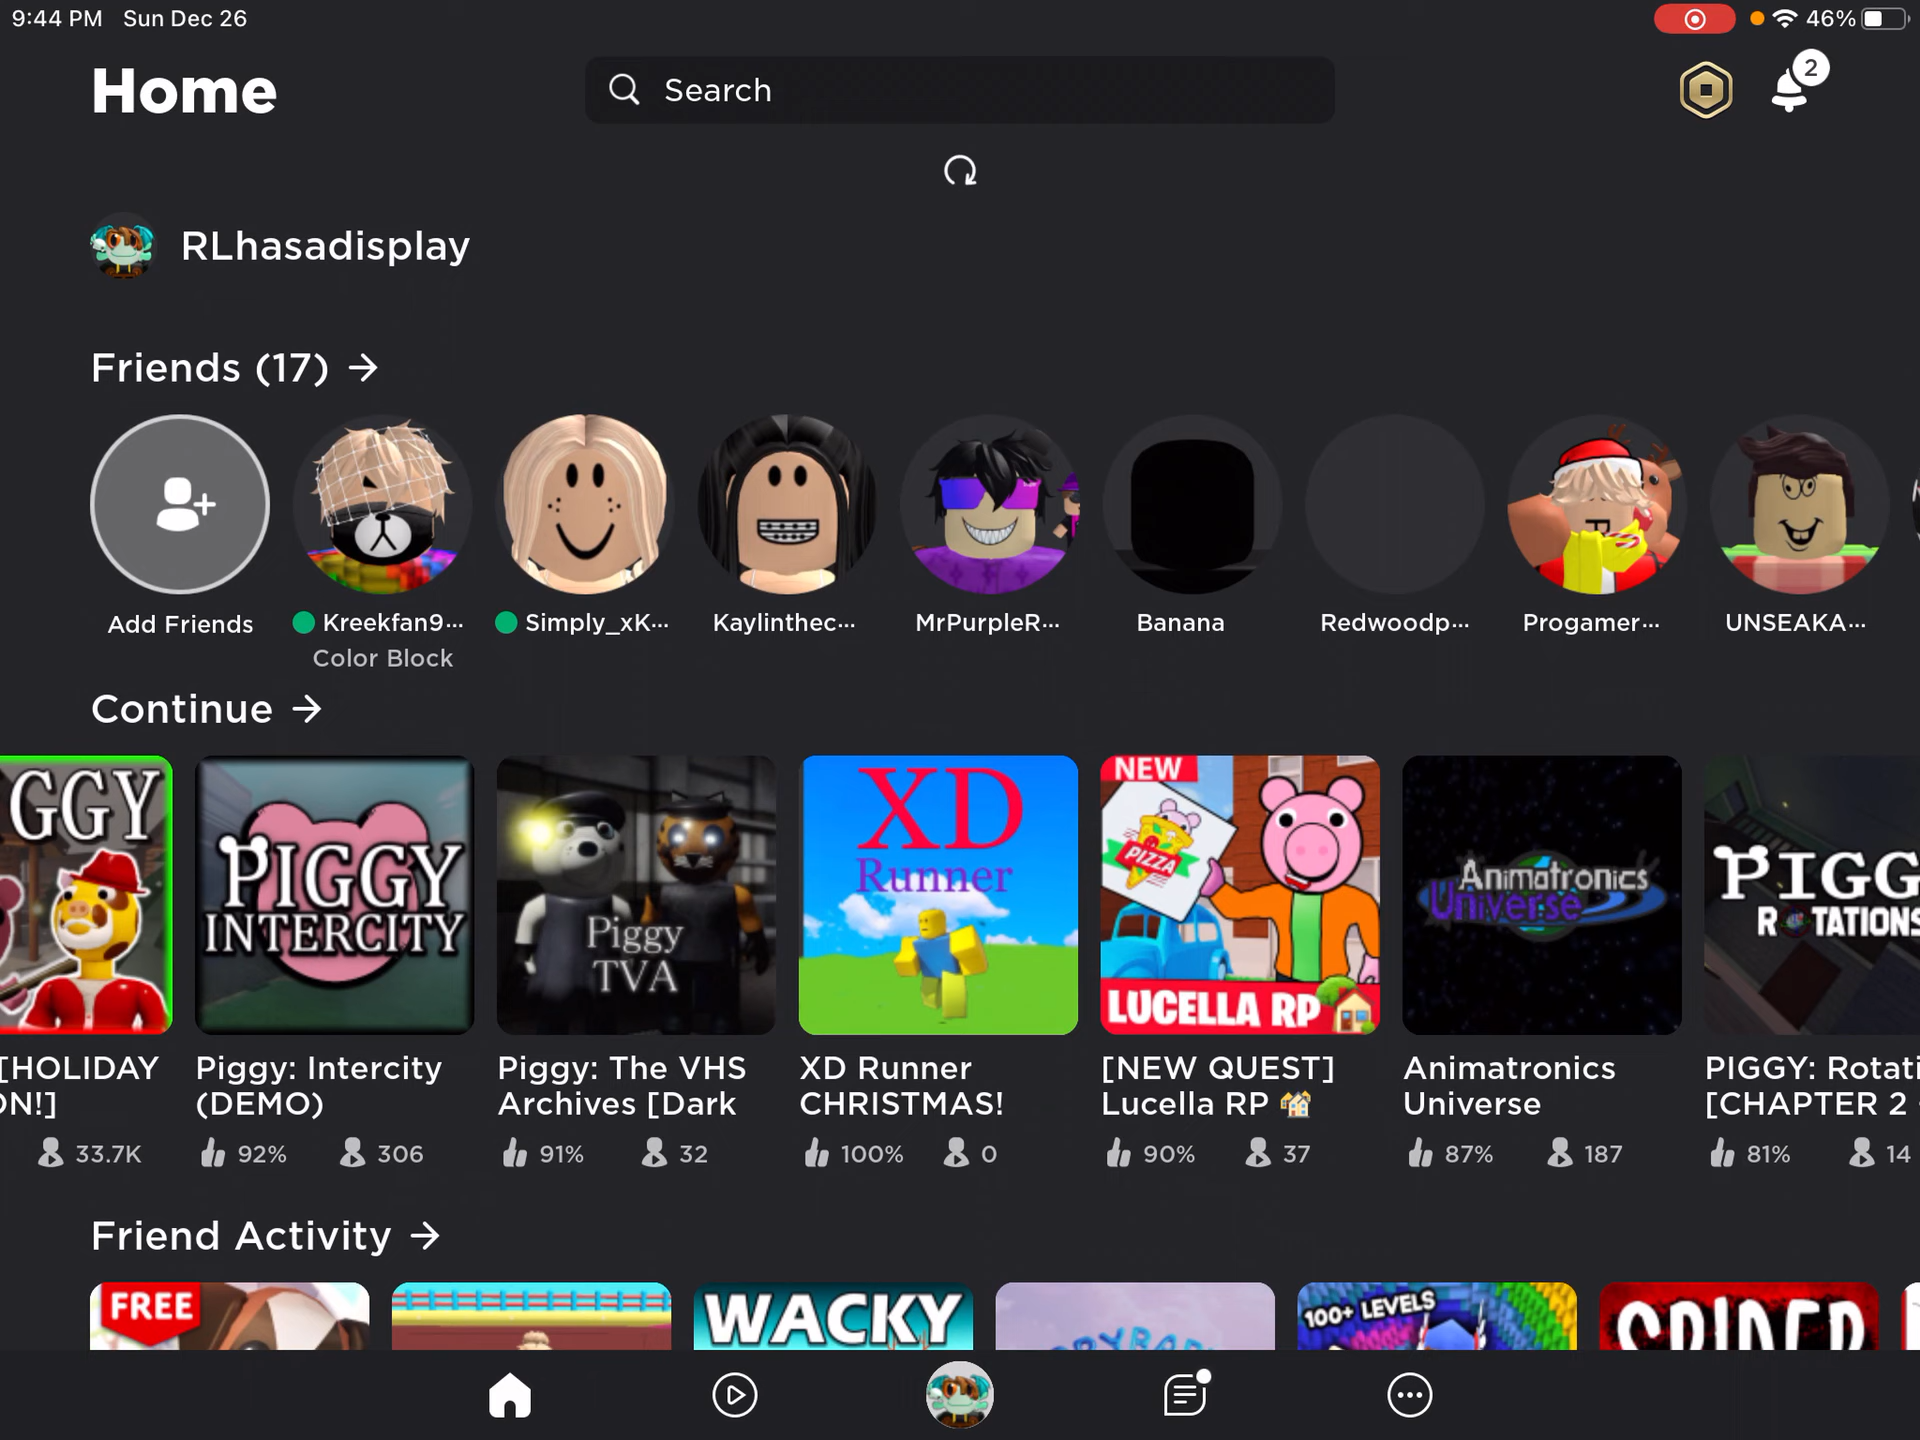 9:44 PM Sun Dec 26
46%
Home
Search
2
RLhasadisplay
Friends (17) →
Add Friends
Kreekfan9...
Simply_xK...
Kaylinthec...
MrPurpleR...
Banana
Redwoodp...
Progamer...
UNSEAKA...
Color Block
Continue →
GGY
PIGGY
INTERCITY
Piggy
TVA
XD
Runner
NEW
PIZZA
LUCELLA RP
Animatronics
Universe
PIGG
ROTATIONS
[HOLIDAY
ON!]
33.7K
Piggy: Intercity
(DEMO)
92% 306
Piggy: The VHS
Archives [Dark
91% 32
XD Runner
CHRISTMAS!
100% 0
[NEW QUEST]
Lucella RP 🏘️
90% 37
Animatronics
Universe
87% 187
PIGGY: Rotati
[CHAPTER 2
81% 14
Friend Activity →
FREE
WACKY
100+ LEVELS
SPIDER